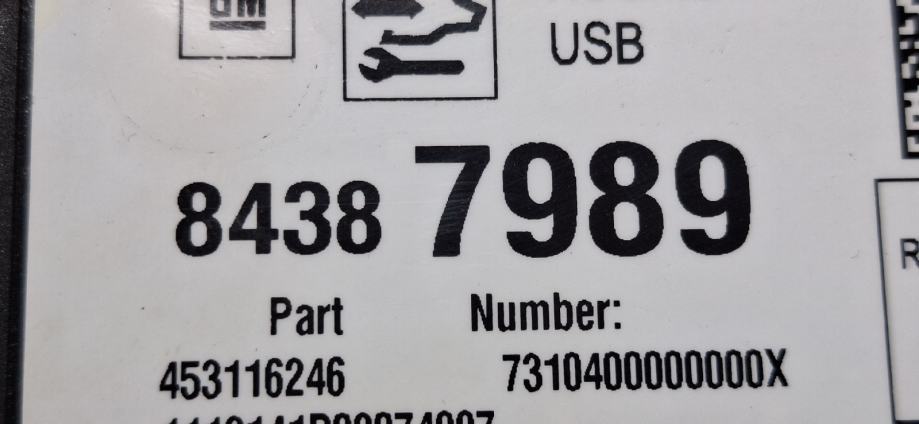 GM
USB
8438 7989
Part Number:
453116246 7310400000000X
R